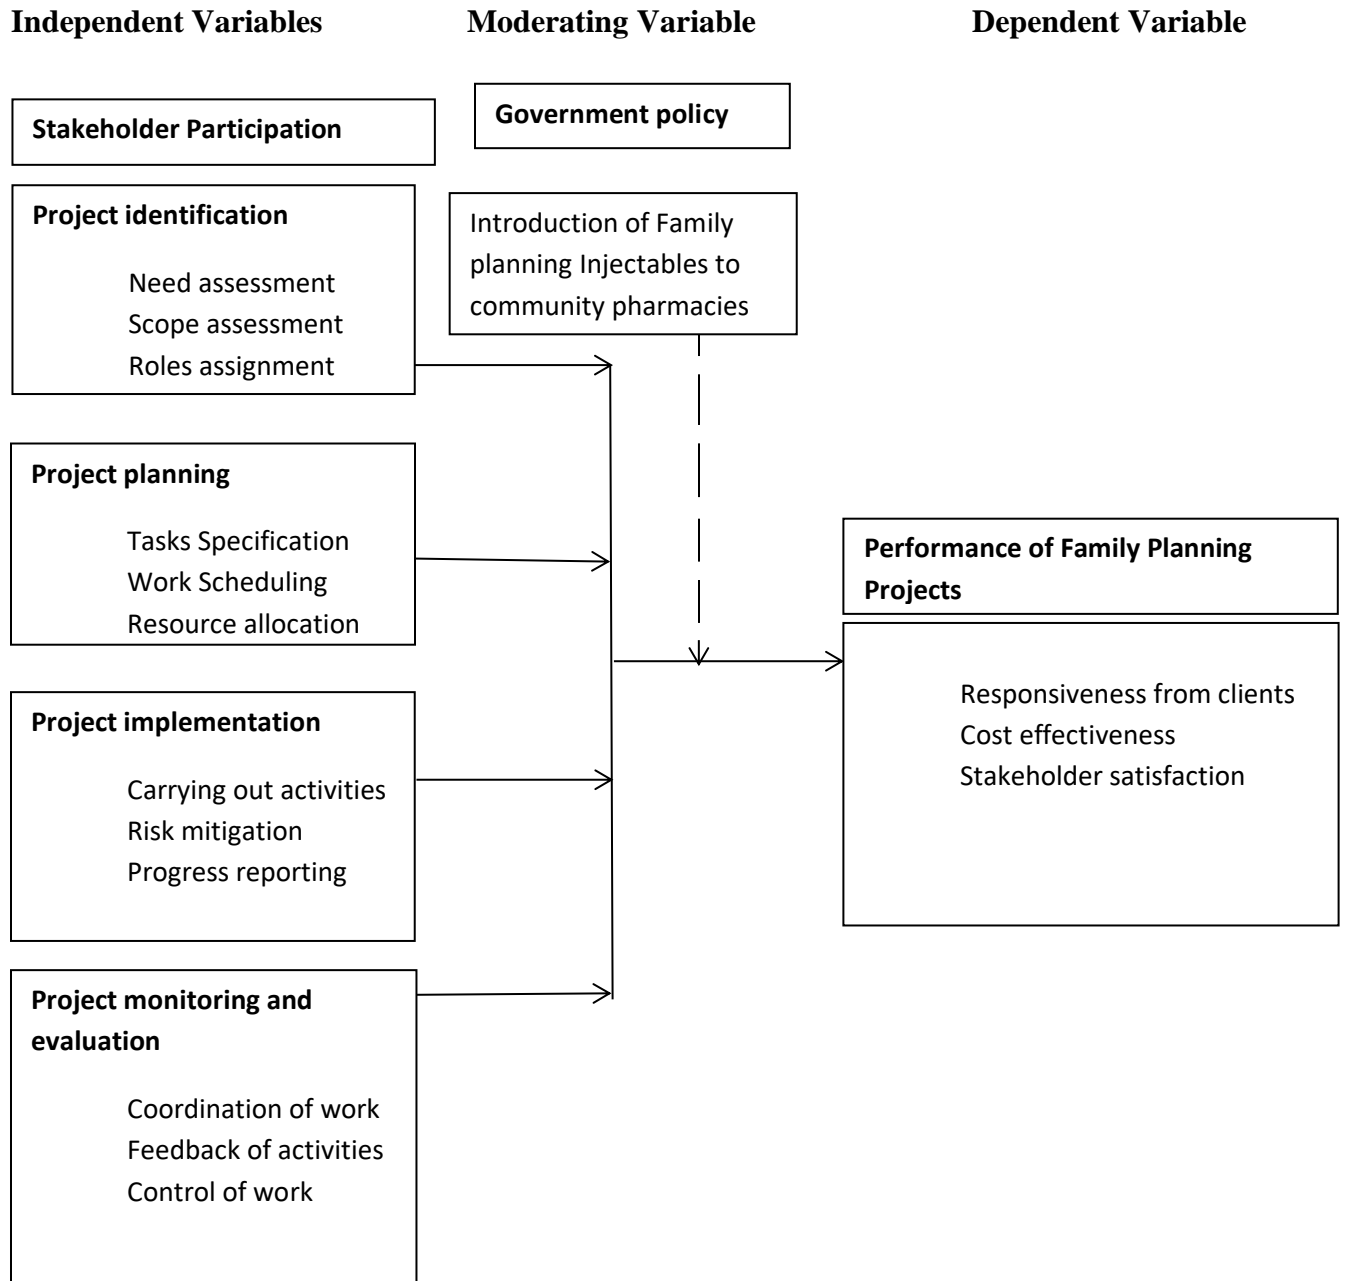 Independent Variables
Moderating Variable
Dependent Variable
Stakeholder Participation
Project identification
Need assessment
Scope assessment
Roles assignment
Project planning
Tasks Specification
Work Scheduling
Resource allocation
Project implementation
Carrying out activities
Risk mitigation
Progress reporting
Project monitoring and
evaluation
Coordination of work
Feedback of activities
Control of work
Government policy
Introduction of Family
planning Injectables to
community pharmacies
Performance of Family Planning
Projects
Responsiveness from clients
Cost effectiveness
Stakeholder satisfaction